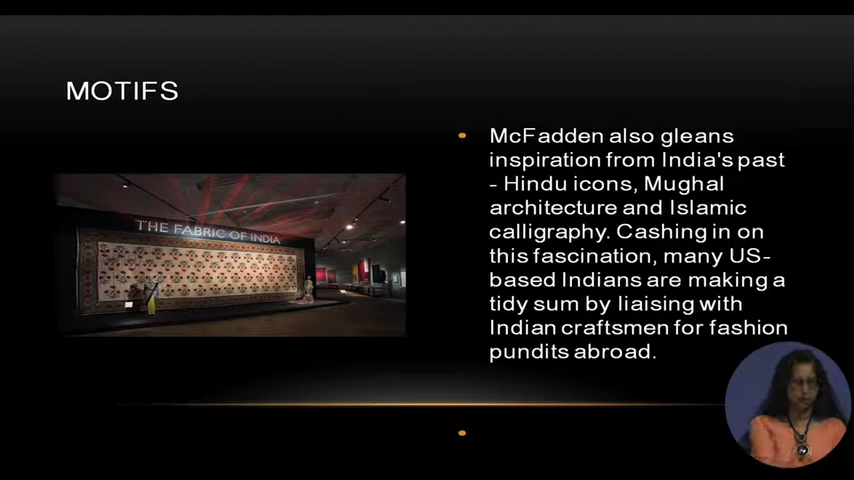 MOTIFS
THE FABRIC OF INDIA
McFadden also gleans
inspiration from India's past
- Hindu icons, Mughal
architecture and Islamic
calligraphy. Cashing in on
this fascination, many US-
based Indians are making a
tidy sum by liaising with
Indian craftsmen for fashion
pundits abroad.